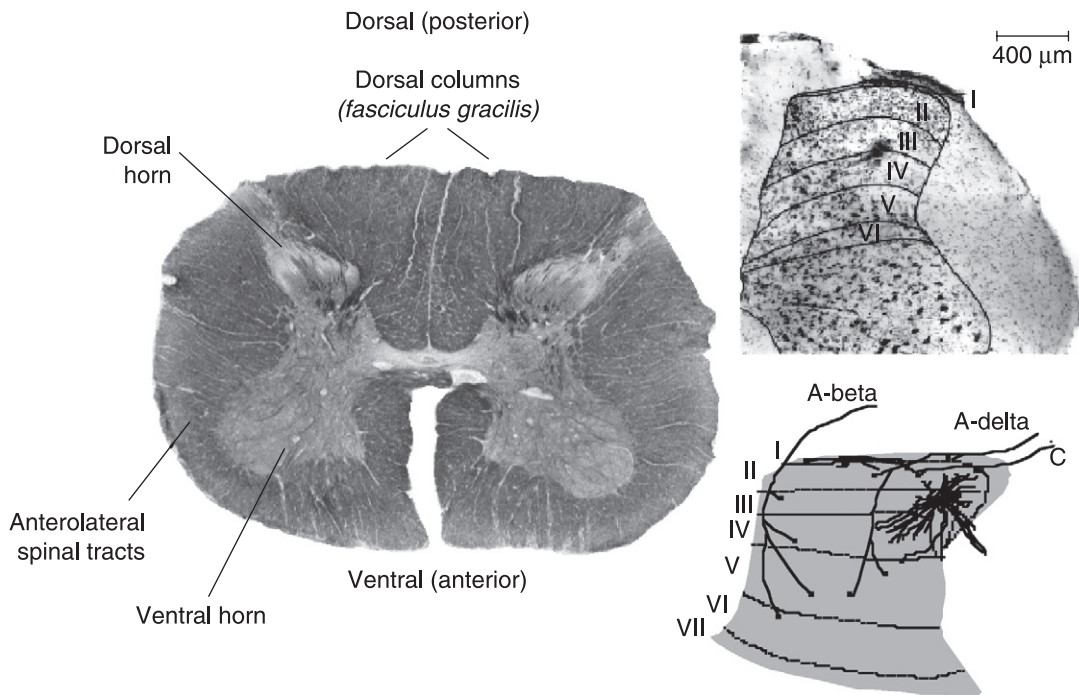 Dorsal (posterior)
Dorsal columns
(fasciculus gracilis)
Dorsal
horn
Anterolateral
spinal tracts
Ventral horn
Ventral (anterior)
400 μm
I
II
III
IV
V
VI
A-beta
A-delta
C
I
II
III
IV
V
VI
VII